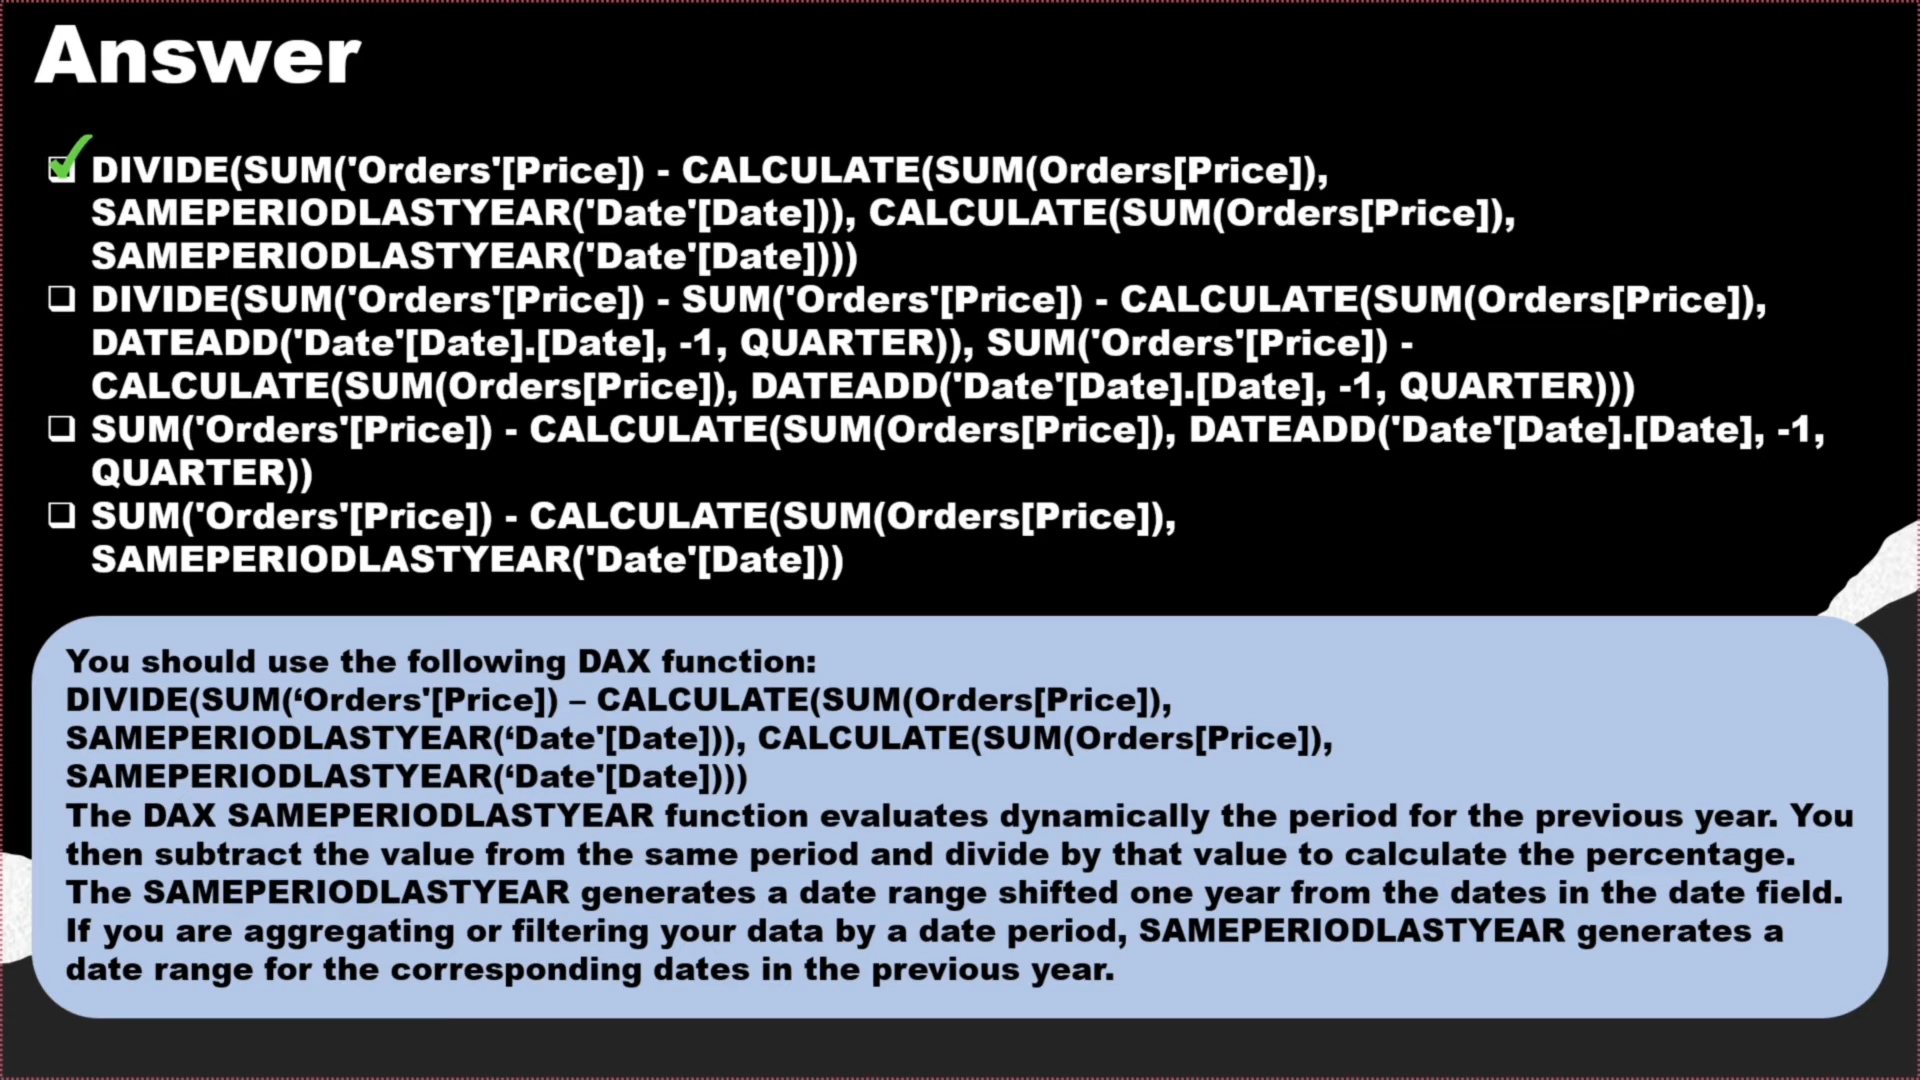 Answer
DIVIDE(SUM('Orders'[Price]) - CALCULATE(SUM(Orders[Price]),
SAMEPERIODLASTYEAR('Date'[Date])), CALCULATE(SUM(Orders[Price]),
SAMEPERIODLASTYEAR('Date'[Date])))
DIVIDE(SUM('Orders'[Price]) - SUM('Orders'[Price]) - CALCULATE(SUM(Orders[Price]),
DATEADD('Date'[Date].[Date], -1, QUARTER)), SUM('Orders'[Price]) -
CALCULATE(SUM(Orders[Price]), DATEADD('Date'[Date].[Date], -1, QUARTER)))
SUM('Orders'[Price]) - CALCULATE(SUM(Orders[Price]), DATEADD('Date'[Date].[Date], -1,
QUARTER))
SUM('Orders'[Price]) - CALCULATE(SUM(Orders[Price]),
SAMEPERIODLASTYEAR('Date'[Date]))
You should use the following DAX function:
DIVIDE(SUM(‘Orders'[Price]) – CALCULATE(SUM(Orders[Price]),
SAMEPERIODLASTYEAR(‘Date'[Date])), CALCULATE(SUM(Orders[Price]),
SAMEPERIODLASTYEAR(‘Date'[Date])))
The DAX SAMEPERIODLASTYEAR function evaluates dynamically the period for the previous year. You
then subtract the value from the same period and divide by that value to calculate the percentage.
The SAMEPERIODLASTYEAR generates a date range shifted one year from the dates in the date field.
If you are aggregating or filtering your data by a date period, SAMEPERIODLASTYEAR generates a
date range for the corresponding dates in the previous year.